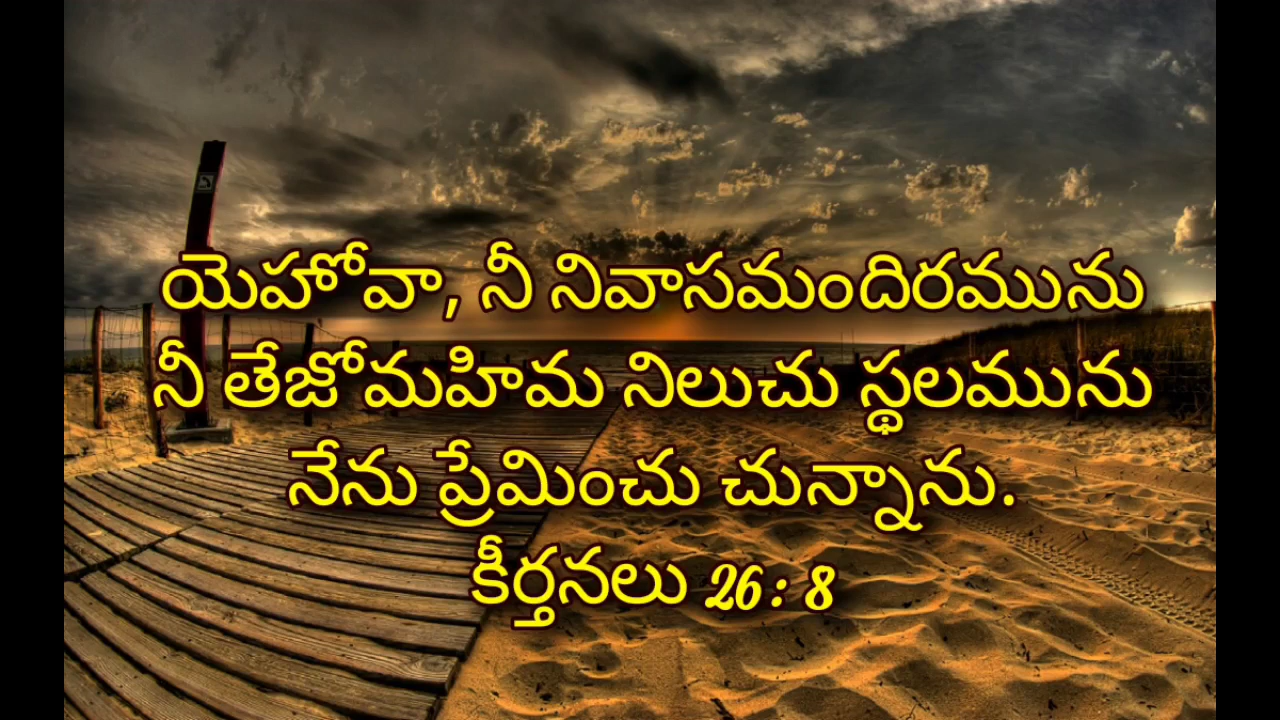 యెహోవా, నీ నివాసమందిరమును
నీ తేజోమహిమ నిలుచు స్థలమును
నేను ప్రేమించు చున్నాను.
కీర్తనలు 26 : 8